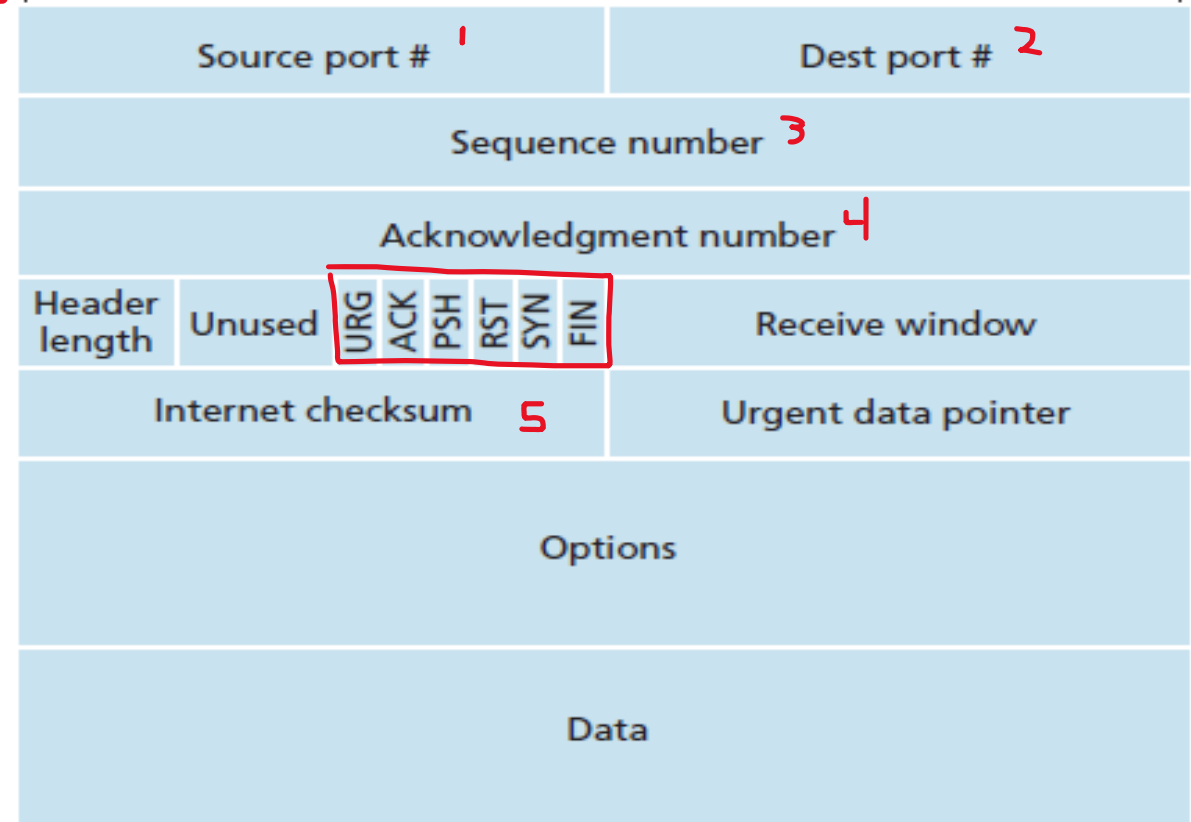 Source port # 1 Dest port # 2
Sequence number 3
Acknowledgment number 4
Header length Unused URG ACK PSH RST SYN FIN Receive window
Internet checksum 5 Urgent data pointer
Options
Data